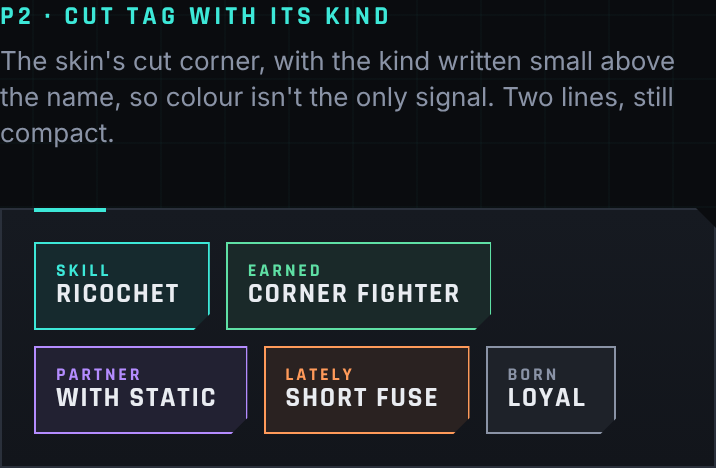 P2 · CUT TAG WITH ITS KIND
The skin's cut corner, with the kind written small above
the name, so colour isn't the only signal. Two lines, still
compact.
SKILL
RICOCHET
EARNED
CORNER FIGHTER
PARTNER
WITH STATIC
LATELY
SHORT FUSE
BORN
LOYAL